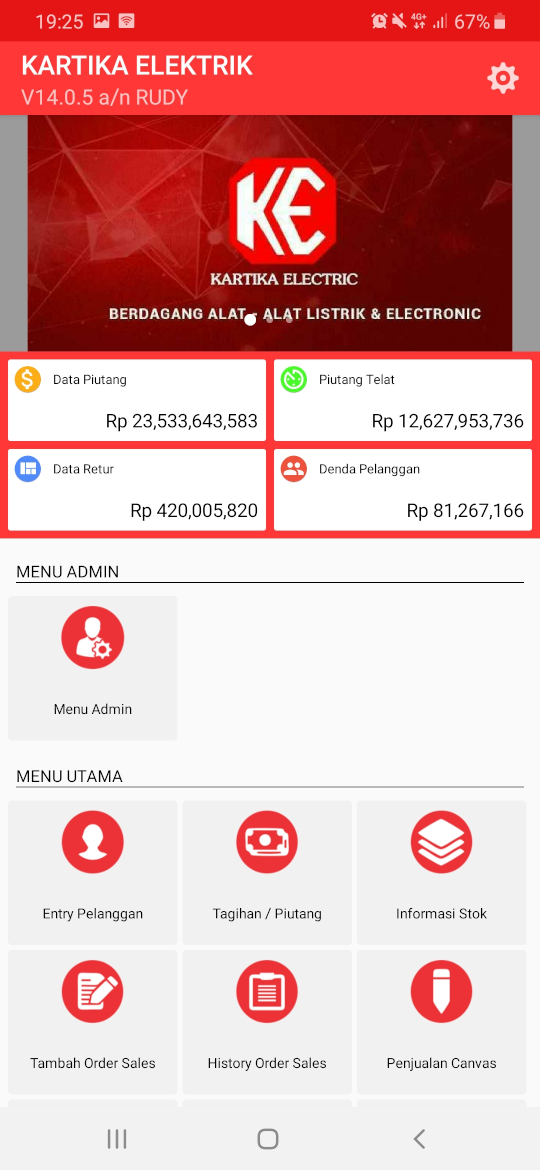 19:25 4G+ 67%
KARTIKA ELEKTRIK
V14.0.5 a/n RUDY
KE
KARTIKA ELECTRIC
BERDAGANG ALAT - ALAT LISTRIK & ELECTRONIC
Data Piutang
Rp 23,533,643,583
Piutang Telat
Rp 12,627,953,736
Data Retur
Rp 420,005,820
Denda Pelanggan
Rp 81,267,166
MENU ADMIN
Menu Admin
MENU UTAMA
Entry Pelanggan
Tagihan / Piutang
Informasi Stok
Tambah Order Sales
History Order Sales
Penjualan Canvas